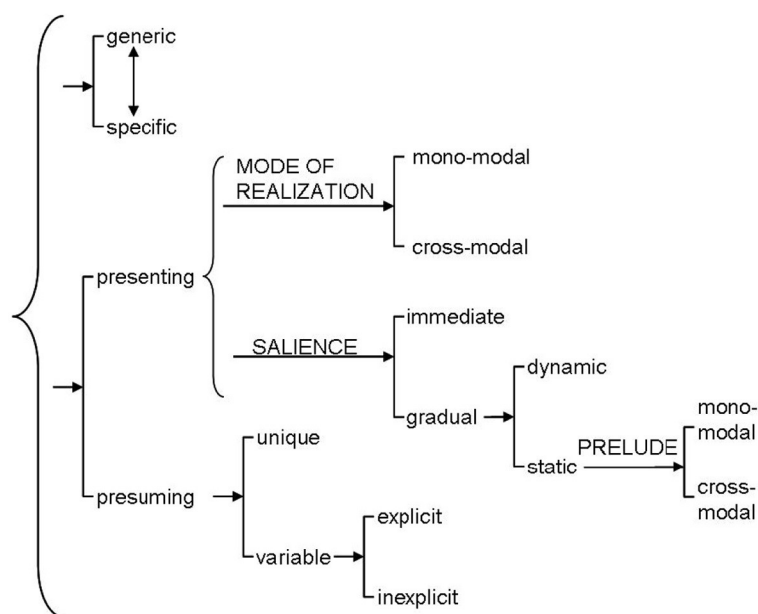 generic
specific
MODE OF
REALIZATION
mono-modal
cross-modal
presenting
SALIENCE
immediate
gradual
dynamic
static
PRELUDE
mono-
modal
cross-
modal
presuming
unique
variable
explicit
inexplicit